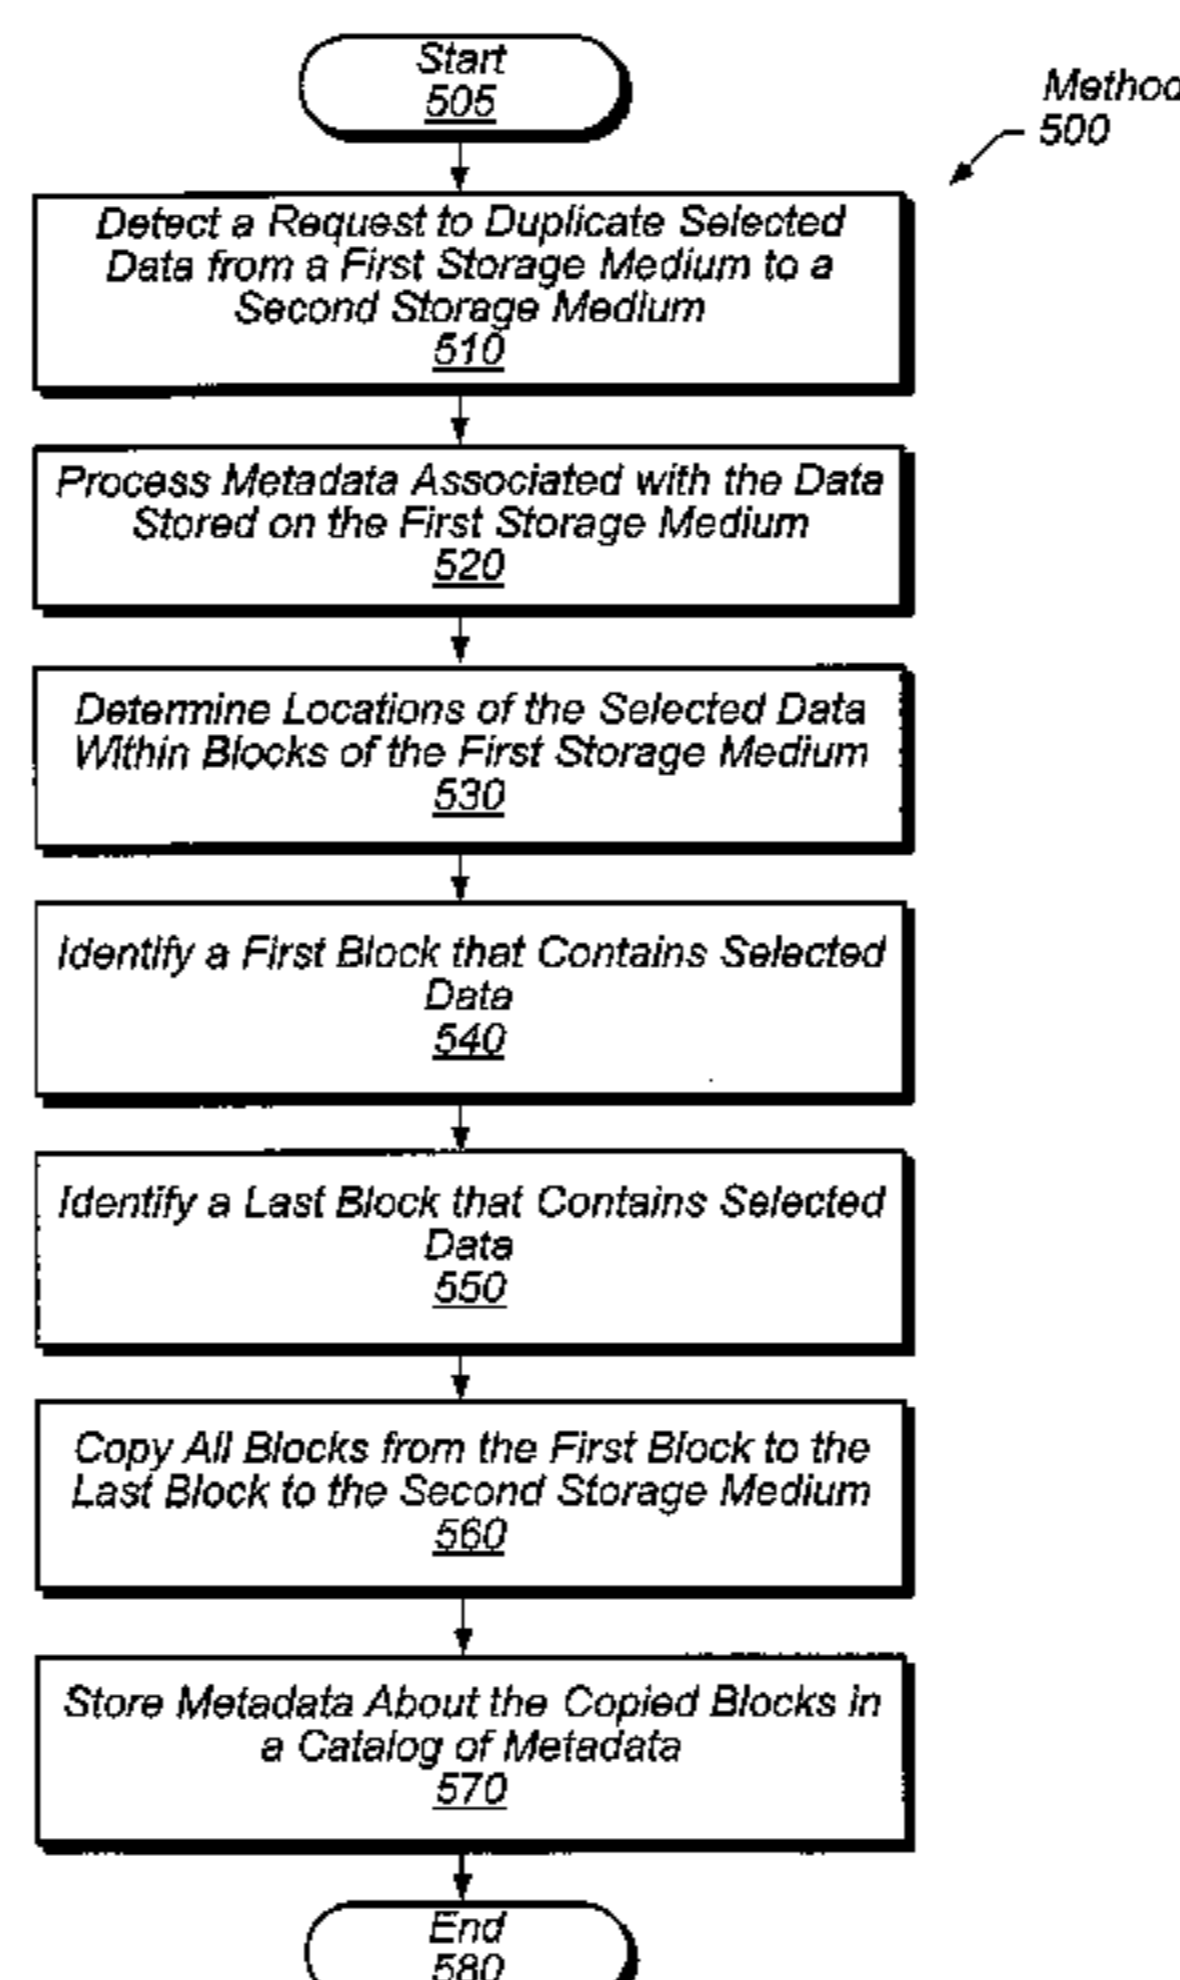 Start
505
Method
500
Detect a Request to Duplicate Selected
Data from a First Storage Medium to a
Second Storage Medium
510
Process Metadata Associated with the Data
Stored on the First Storage Medium
520
Determine Locations of the Selected Data
Within Blocks of the First Storage Medium
530
Identify a First Block that Contains Selected
Data
540
Identify a Last Block that Contains Selected
Data
550
Copy All Blocks from the First Block to the
Last Block to the Second Storage Medium
560
Store Metadata About the Copied Blocks in
a Catalog of Metadata
570
End
580